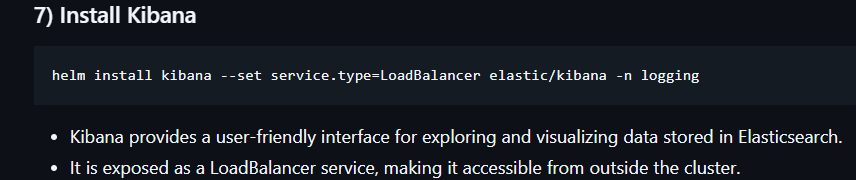 7) Install Kibana
helm install kibana --set service.type=LoadBalancer elastic/kibana -n logging
• Kibana provides a user-friendly interface for exploring and visualizing data stored in Elasticsearch.
• It is exposed as a LoadBalancer service, making it accessible from outside the cluster.